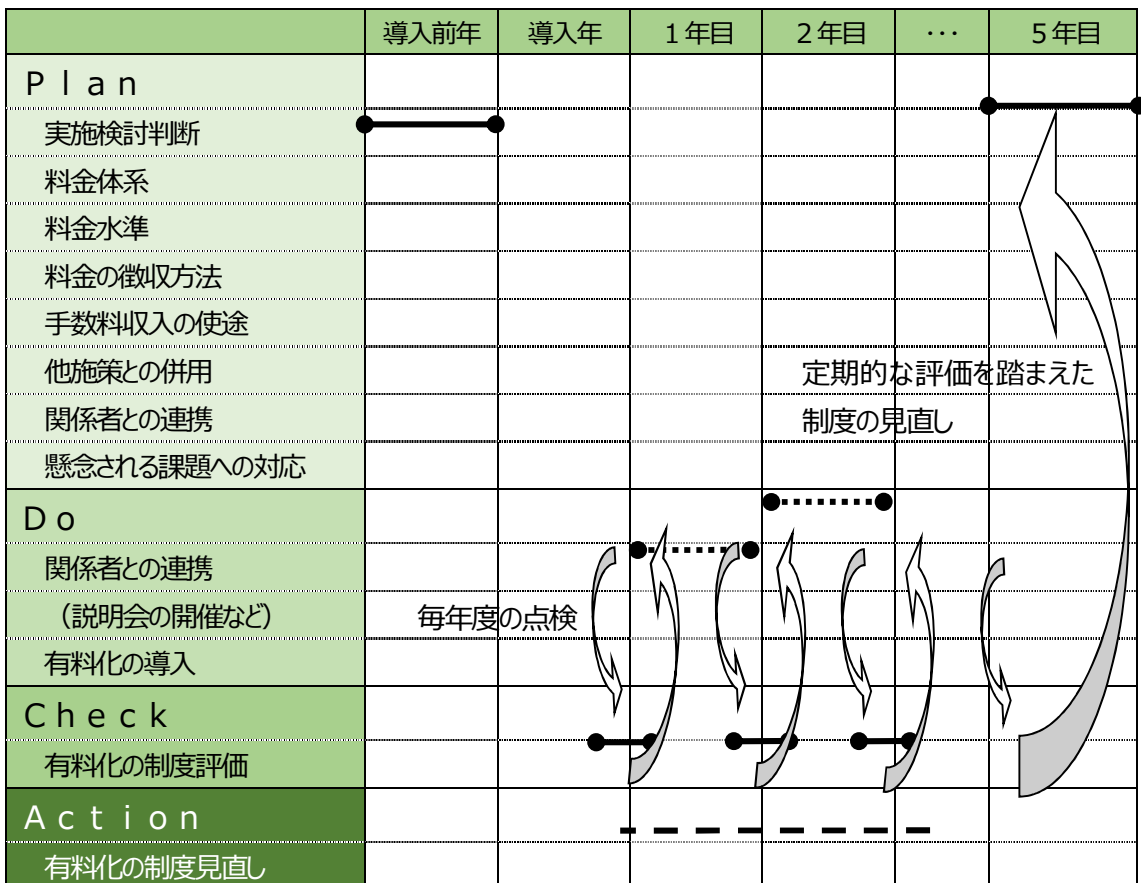 導入前年 導入年 １年目 ２年目 ･･･ ５年目
Ｐｌａｎ
実施検討判断
料金体系
料金水準
料金の徴収方法
手数料収入の使途
他施策との併用
定期的な評価を踏まえた
関係者との連携
制度の見直し
懸念される課題への対応
Ｄｏ
関係者との連携
（説明会の開催など）
毎年度の点検
有料化の導入
Ｃｈｅｃｋ
有料化の制度評価
Ａｃｔｉｏｎ
有料化の制度見直し